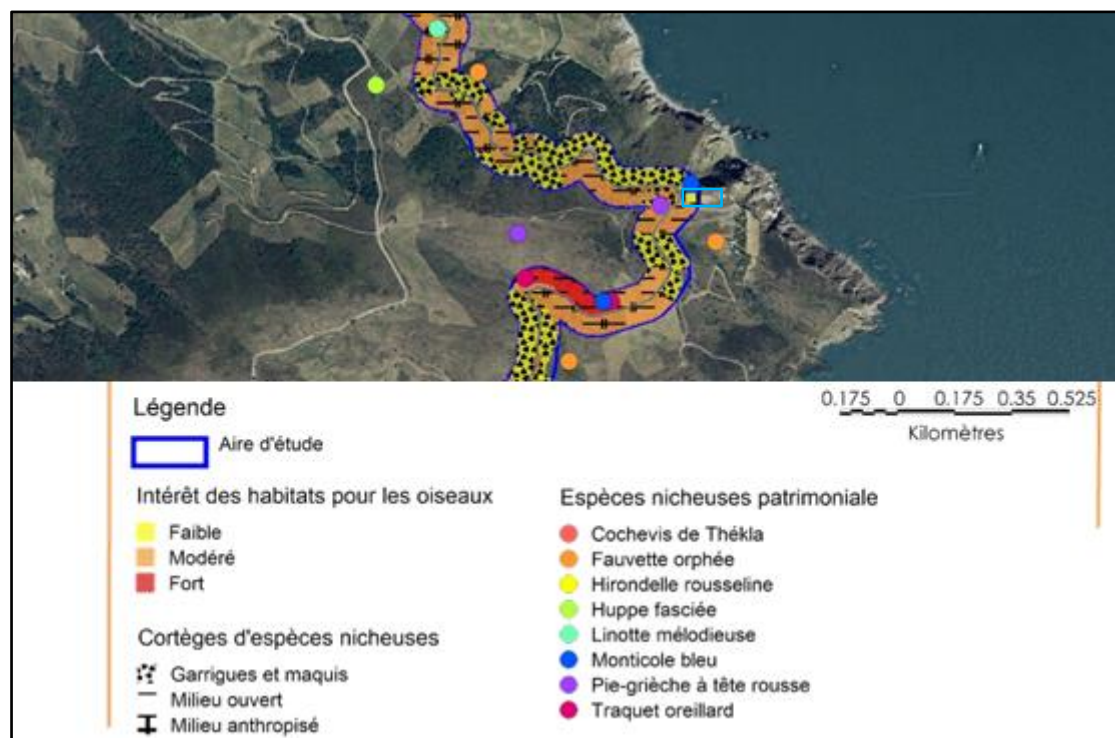 Légende
Aire d'étude
0.175 0 0.175 0.35 0.525
Kilomètres
Intérêt des habitats pour les oiseaux
Faible
Modéré
Fort
Cortèges d'espèces nicheuses
Garrigues et maquis
Milieu ouvert
Milieu anthropisé
Espèces nicheuses patrimoniale
Cochevis de Thékla
Fauvette orphée
Hirondelle rousseline
Huppe fasciée
Linotte mélodieuse
Monticole bleu
Pie-grièche à tête rousse
Traquet oreillard